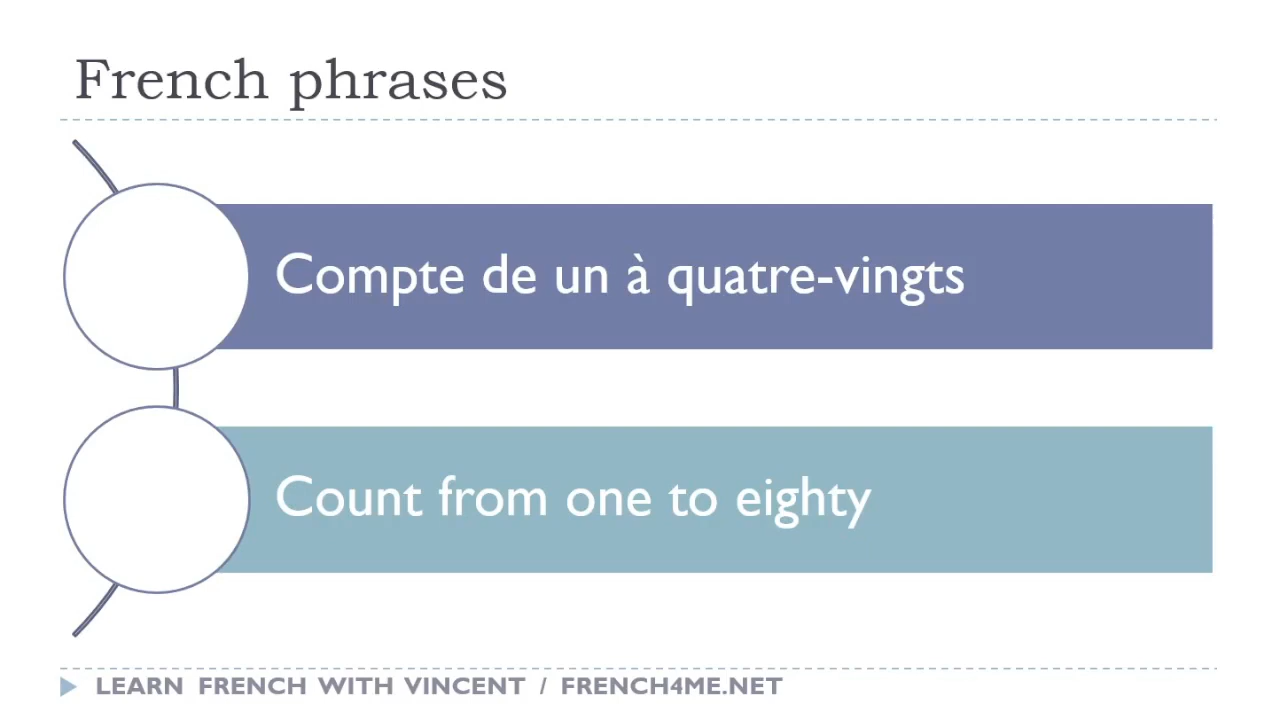 French phrases
Compte de un à quatre-vingts
Count from one to eighty
LEARN FRENCH WITH VINCENT / FRENCH4ME.NET